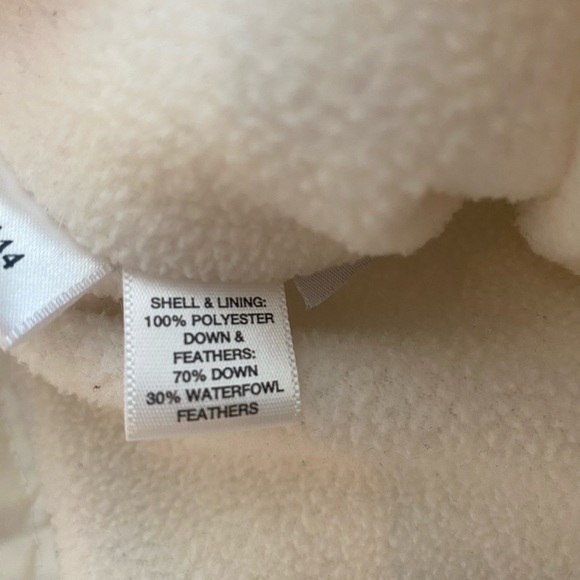 SHELL & LINING:
100% POLYESTER
DOWN &
FEATHERS:
70% DOWN
30% WATERFOWL
FEATHERS